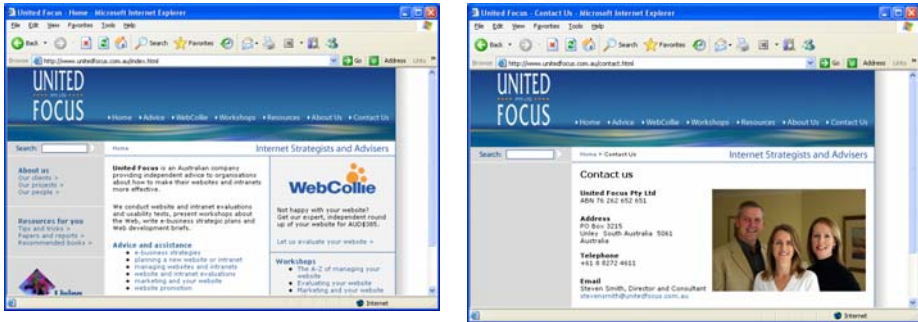 United Focus - Home - Microsoft Internet Explorer
File Edit View Favorites Tools Help
Back Search Favorites
http://www.unitedfocus.com.au/index.html Go Address Links
UNITED
PTY LTD
FOCUS
Home Advice WebCollie Workshops Resources About Us Contact Us
Search:
Home
Internet Strategists and Advisers
About us
Our clients »
Our projects »
Our people »
Resources for you
Tips and tricks »
Papers and reports »
Recommended books »
Living
United Focus is an Australian company
providing independent advice to organisations
about how to make their websites and intranets
more effective.
We conduct website and intranet evaluations
and usability tests, present workshops about
the Web, write e-business strategic plans and
Web development briefs.
Advice and assistance
e-business strategies
planning a new website or intranet
managing websites and intranets
website and intranet evaluations
marketing and your website
website promotion
WebCollie
Not happy with your website?
Get our expert, independent round
up of your website for AUD$385.
Let us evaluate your website »
Workshops
The A-Z of managing your
website
Evaluating your website
Marketing and your website
Internet
United Focus - Contact Us - Microsoft Internet Explorer
File Edit View Favorites Tools Help
Back Search Favorites
http://www.unitedfocus.com.au/contact.html Go Address Links
UNITED
PTY LTD
FOCUS
Home Advice WebCollie Workshops Resources About Us Contact Us
Search:
Home > Contact Us
Internet Strategists and Advisers
Contact us
United Focus Pty Ltd
ABN 76 262 652 651
Address
PO Box 3215
Unley South Australia 5061
Australia
Telephone
+61 8 8272 4611
Email
Steven Smith, Director and Consultant
stevensmith@unitedfocus.com.au
Internet